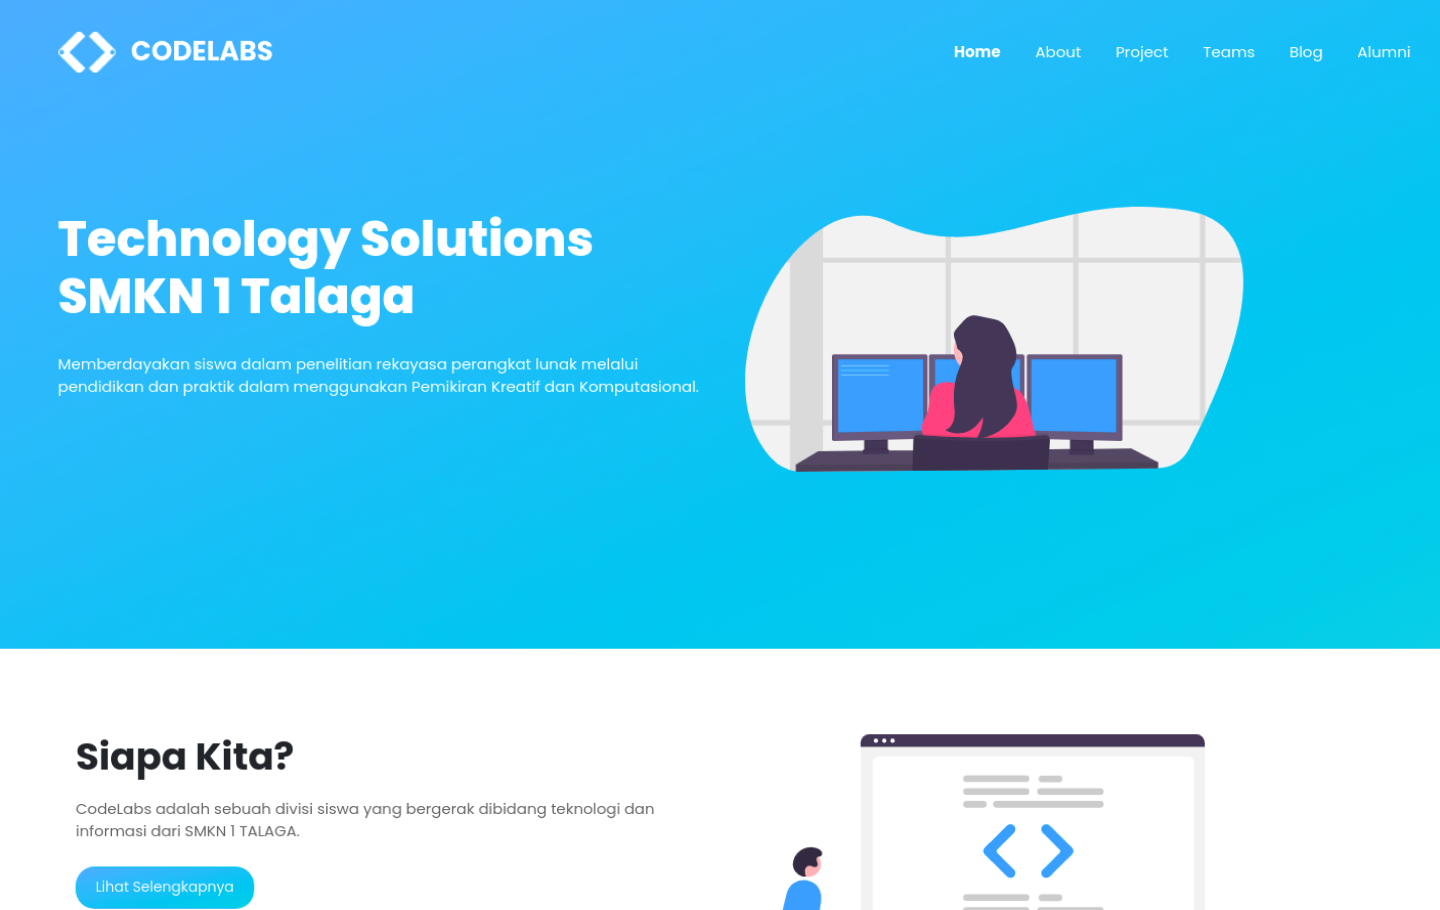 CODELABS
Home About Project Teams Blog Alumni
Technology Solutions
SMKN 1 Talaga
Memberdayakan siswa dalam penelitian rekayasa perangkat lunak melalui
pendidikan dan praktik dalam menggunakan Pemikiran Kreatif dan Komputasional.
Siapa Kita?
CodeLabs adalah sebuah divisi siswa yang bergerak dibidang teknologi dan
informasi dari SMKN 1 TALAGA.
Lihat Selengkapnya